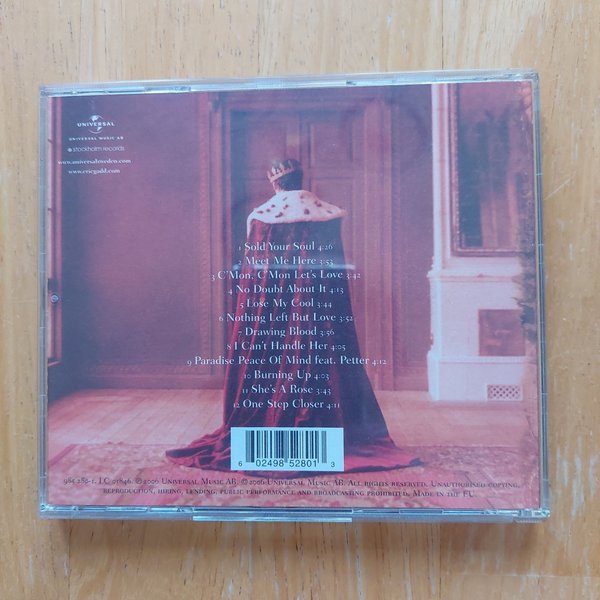 UNIVERSAL
UNIVERSAL MUSIC AB
stockholm records
www.universalsweden.com
www.ericgadd.com
1 Sold Your Soul 4:26
2 Meet Me Here 3:53
3 C'Mon, C'Mon Let's Love 3:42
4 No Doubt About It 4:13
5 Lose My Cool 3:44
6 Nothing Left But Love 3:52
7 Drawing Blood 3:56
8 I Can't Handle Her 4:05
9 Paradise Peace Of Mind feat. Petter 4:12
10 Burning Up 4:03
11 She's A Rose 3:43
12 One Step Closer 4:11
6 02498 52801 3
985 280-1. LC 01846. ℗ 2006 Universal Music AB. © 2006 Universal Music AB. All rights reserved. Unauthorised copying,
reproduction, hiring, lending, public performance and broadcasting prohibited. Made in the EU.